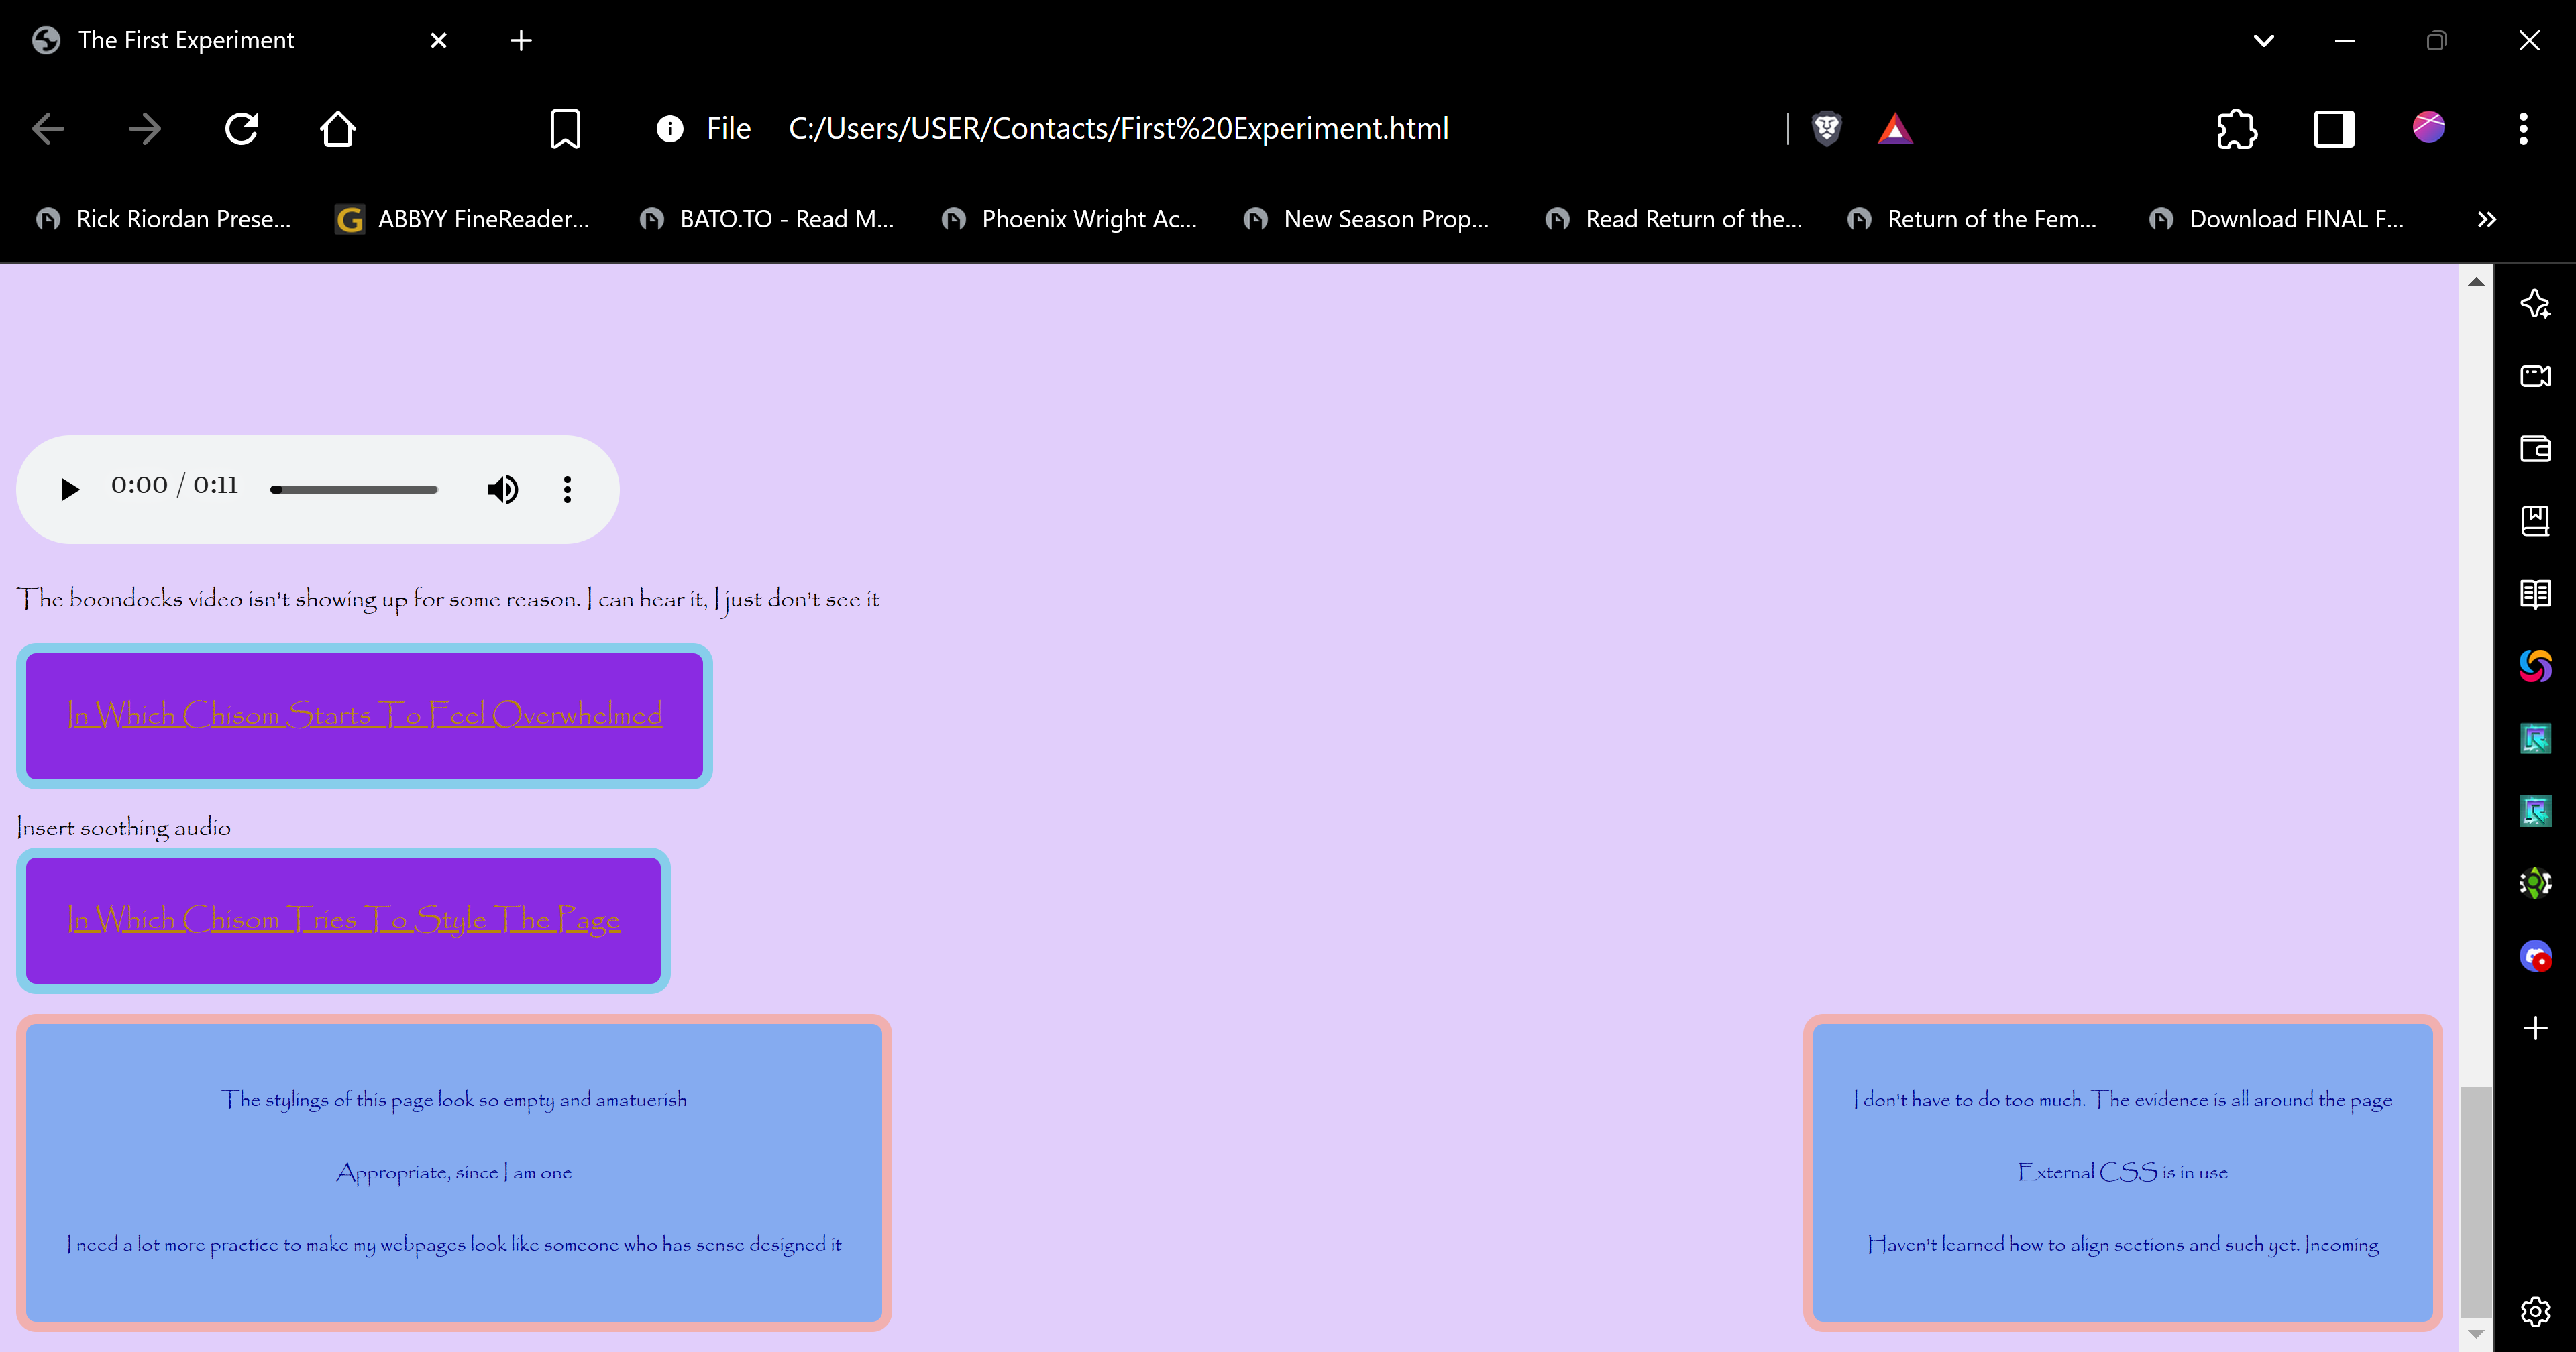 The First Experiment
File C:/Users/USER/Contacts/First%20Experiment.html
Rick Riordan Prese... ABBYY FineReader... BATO.TO - Read M... Phoenix Wright Ac... New Season Prop... Read Return of the... Return of the Fem... Download FINAL F...
0:00 / 0:11
The boondocks video isn't showing up for some reason. I can hear it, I just don't see it
In Which Chisom Starts To Feel Overwhelmed
Insert soothing audio
In Which Chisom Tries To Style The Page
The stylings of this page look so empty and amatuerish
Appropriate, since I am one
I need a lot more practice to make my webpages look like someone who has sense designed it
I don't have to do too much. The evidence is all around the page
External CSS is in use
Haven't learned how to align sections and such yet. Incoming